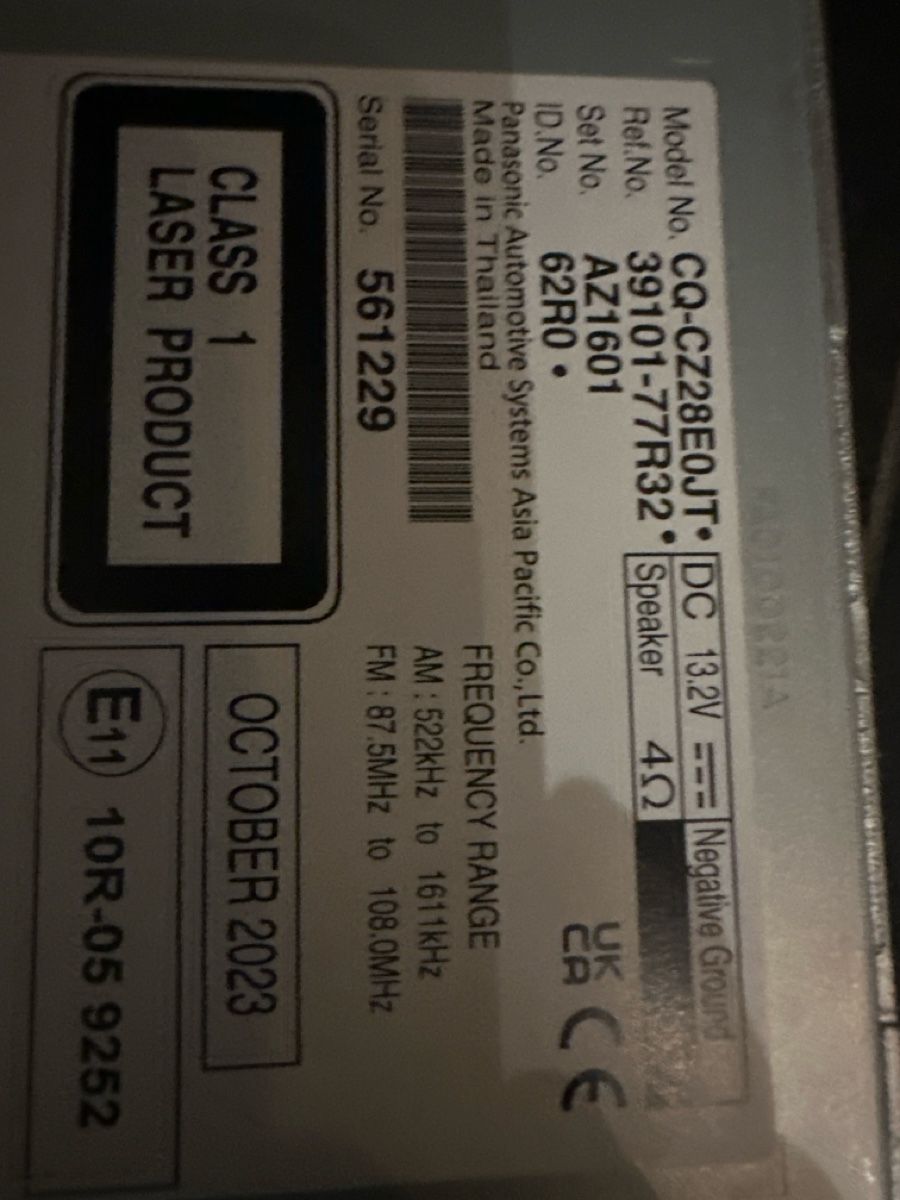 Model No. CQ-CZ28E0JT•
Ref.No. 39101-77R32•
Set No. AZ1601
ID.No. 62R0•
DC 13.2V Negative Ground
Speaker 4Ω
Panasonic Automotive Systems Asia Pacific Co.,Ltd.
Made in Thailand
UK
CA CE
Serial No. 561229
FREQUENCY RANGE
AM : 522kHz to 1611kHz
FM : 87.5MHz to 108.0MHz
CLASS 1
LASER PRODUCT
OCTOBER 2023
E11 10R-05 9252